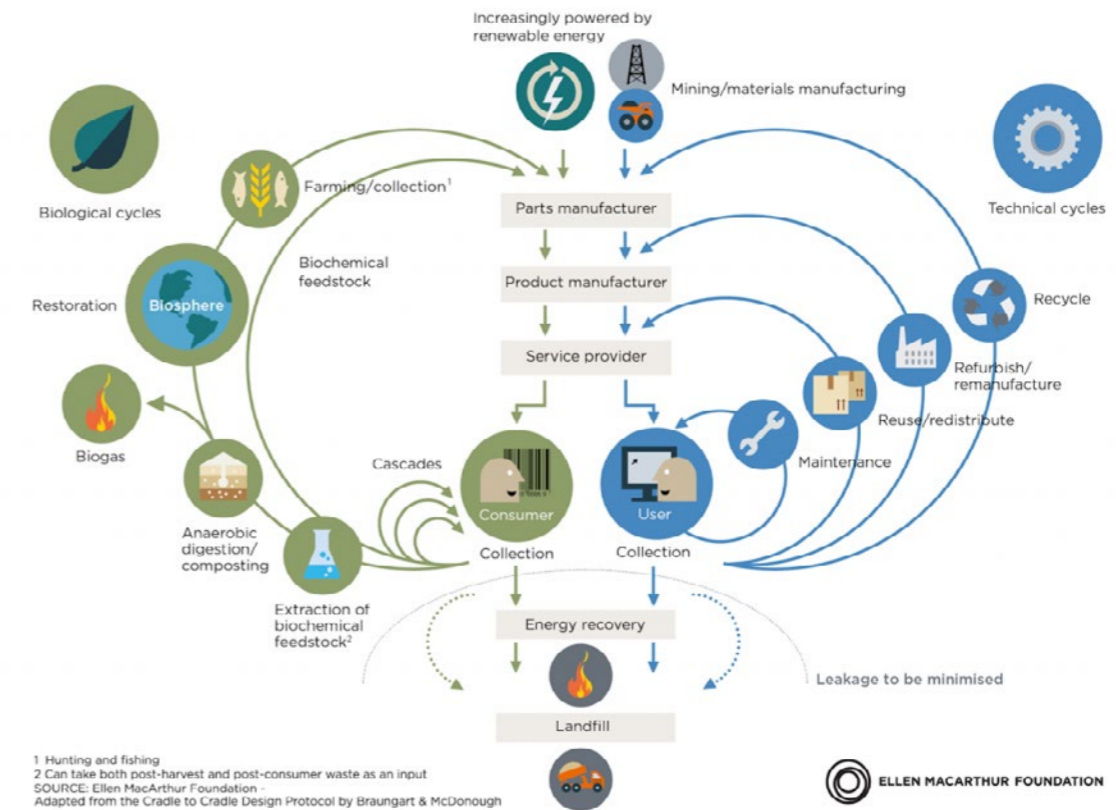 Increasingly powered by
renewable energy
Mining/materials manufacturing
Biological cycles
Technical cycles
Farming/collection¹
Parts manufacturer
Biochemical
feedstock
Product manufacturer
Restoration
Biosphere
Recycle
Service provider
Refurbish/
remanufacture
Reuse/redistribute
Biogas
Cascades
Maintenance
Consumer
User
Anaerobic
digestion/
composting
Collection
Collection
Extraction of
biochemical
feedstock²
Energy recovery
Leakage to be minimised
Landfill
1 Hunting and fishing
2 Can take both post-harvest and post-consumer waste as an input
SOURCE: Ellen MacArthur Foundation -
Adapted from the Cradle to Cradle Design Protocol by Braungart & McDonough
ELLEN MACARTHUR FOUNDATION